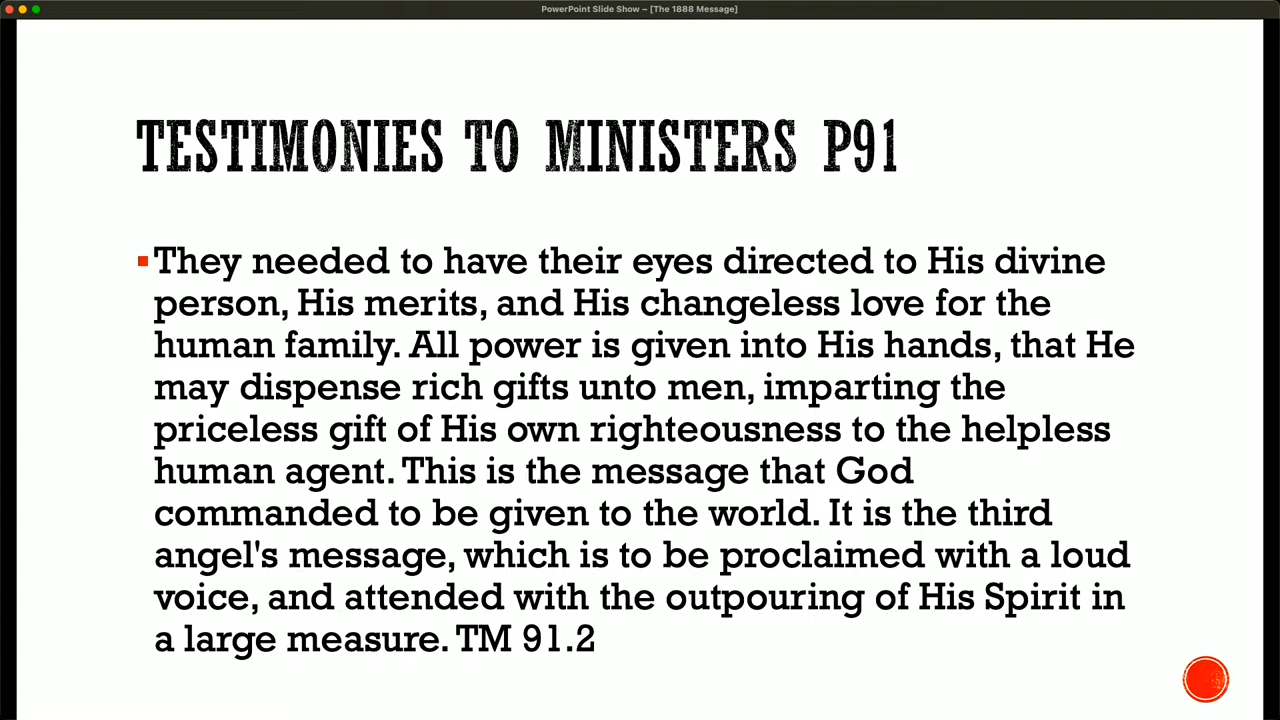 PowerPoint Slide Show – [The 1888 Message]
TESTIMONIES TO MINISTERS P91
They needed to have their eyes directed to His divine
person, His merits, and His changeless love for the
human family. All power is given into His hands, that He
may dispense rich gifts unto men, imparting the
priceless gift of His own righteousness to the helpless
human agent. This is the message that God
commanded to be given to the world. It is the third
angel's message, which is to be proclaimed with a loud
voice, and attended with the outpouring of His Spirit in
a large measure. TM 91.2